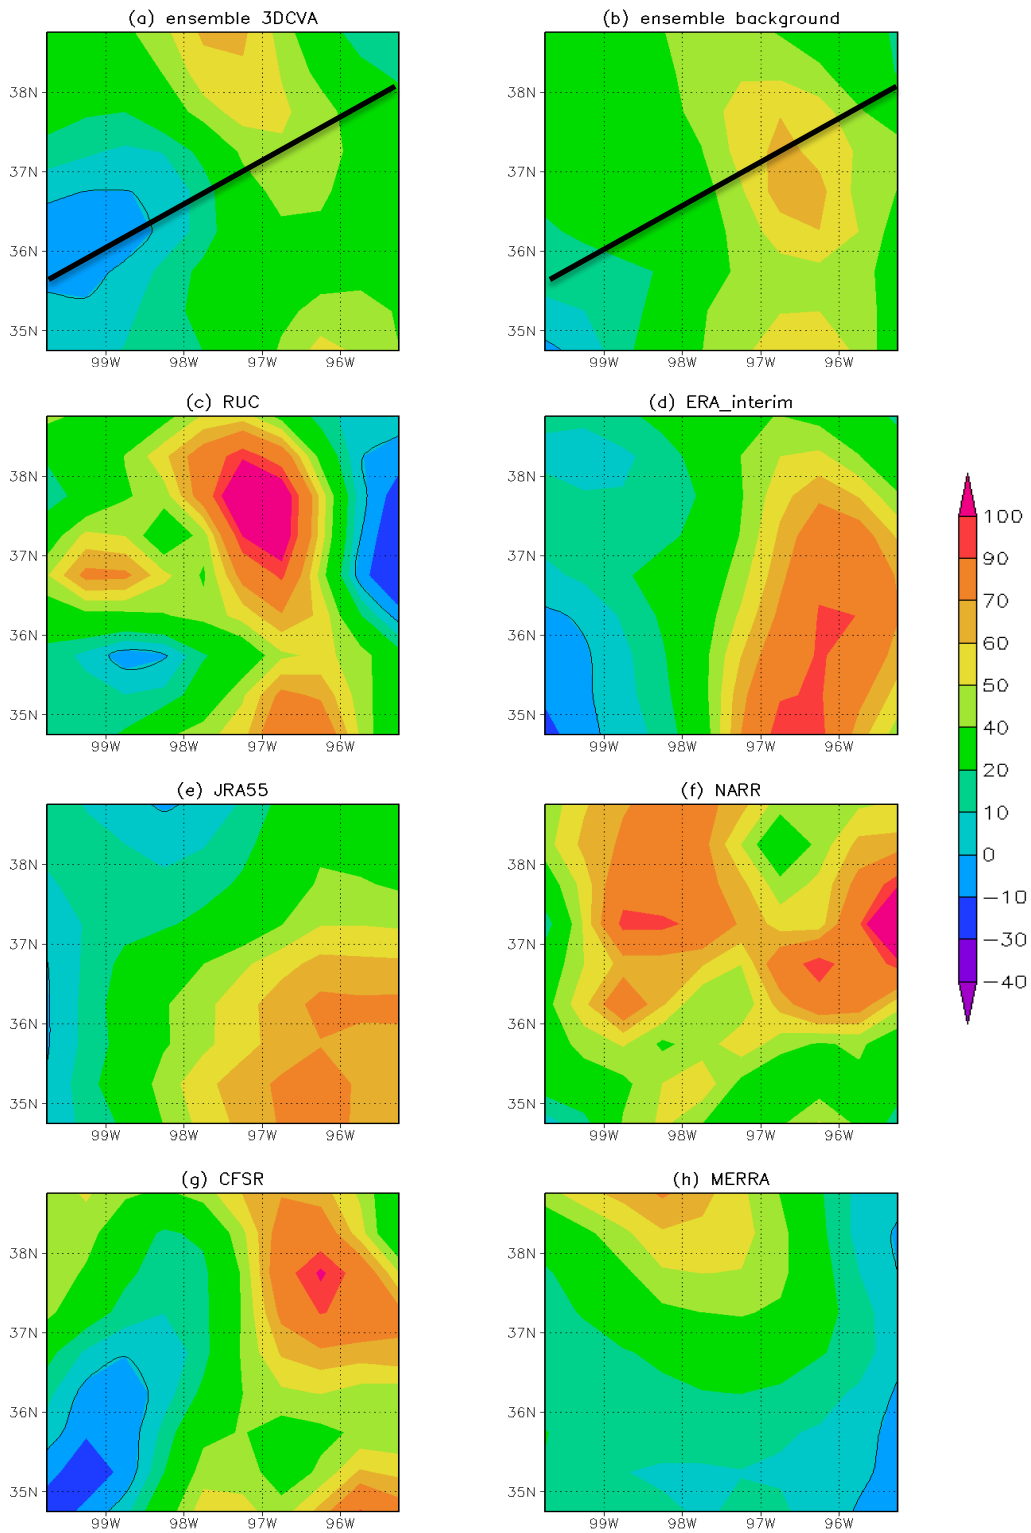 (a) ensemble 3DCVA
38N
37N
36N
35N
99W 98W 97W 96W
(b) ensemble background
38N
37N
36N
35N
99W 98W 97W 96W
(c) RUC
38N
37N
36N
35N
99W 98W 97W 96W
(d) ERA_interim
38N
37N
36N
35N
99W 98W 97W 96W
(e) JRA55
38N
37N
36N
35N
99W 98W 97W 96W
(f) NARR
38N
37N
36N
35N
99W 98W 97W 96W
(g) CFSR
38N
37N
36N
35N
99W 98W 97W 96W
(h) MERRA
38N
37N
36N
35N
99W 98W 97W 96W
100
90
70
60
50
40
20
10
0
−10
−30
−40